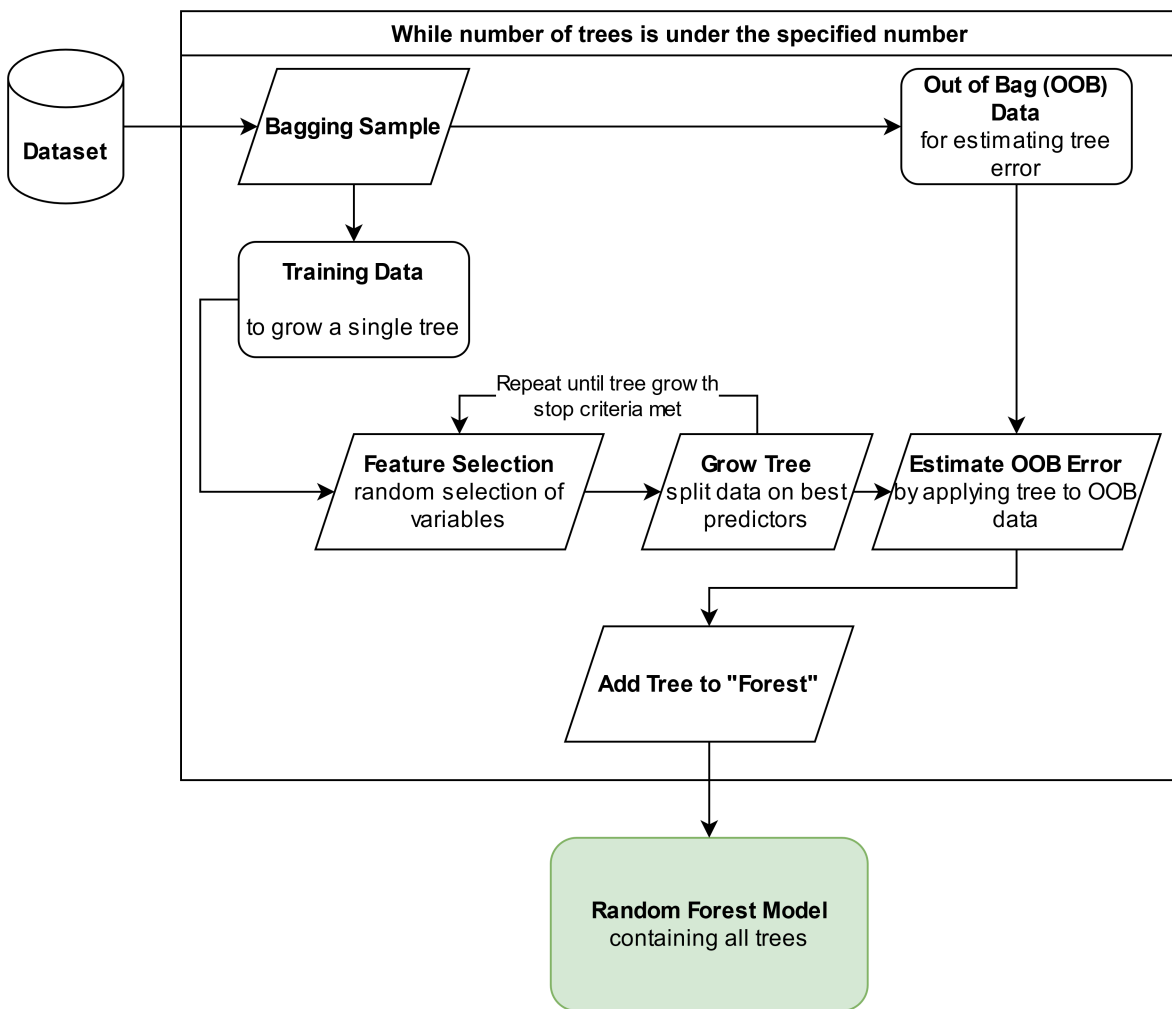 While number of trees is under the specified number
Dataset
Bagging Sample
Out of Bag (OOB)
Data
for estimating tree
error
Training Data
to grow a single tree
Repeat until tree growth
stop criteria met
Feature Selection
random selection of
variables
Grow Tree
split data on best
predictors
Estimate OOB Error
by applying tree to OOB
data
Add Tree to "Forest"
Random Forest Model
containing all trees